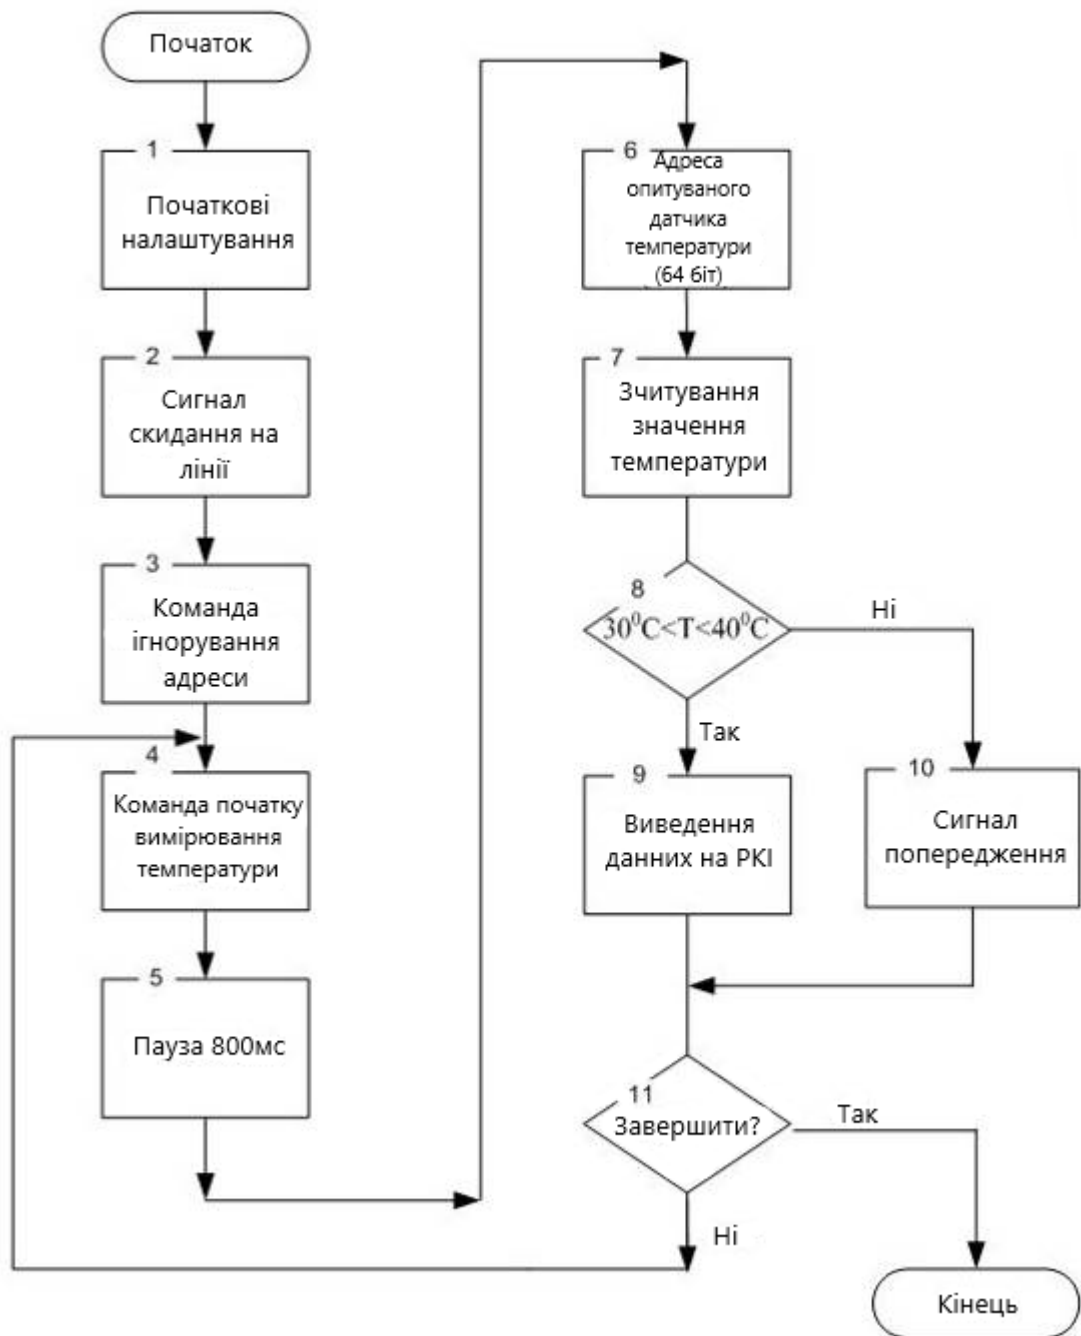 Початок
1
Початкові
налаштування
2
Сигнал
скидання на
лінії
3
Команда
ігнорування
адреси
4
Команда початку
вимірювання
температури
5
Пауза 800мс
6
Адреса
опитуваного
датчика
температури
(64 біт)
7
Зчитування
значення
температури
8
30⁰C<T<40⁰C
Ні
Так
9
Виведення
данних на РКІ
10
Сигнал
попередження
11
Завершити?
Так
Ні
Кінець